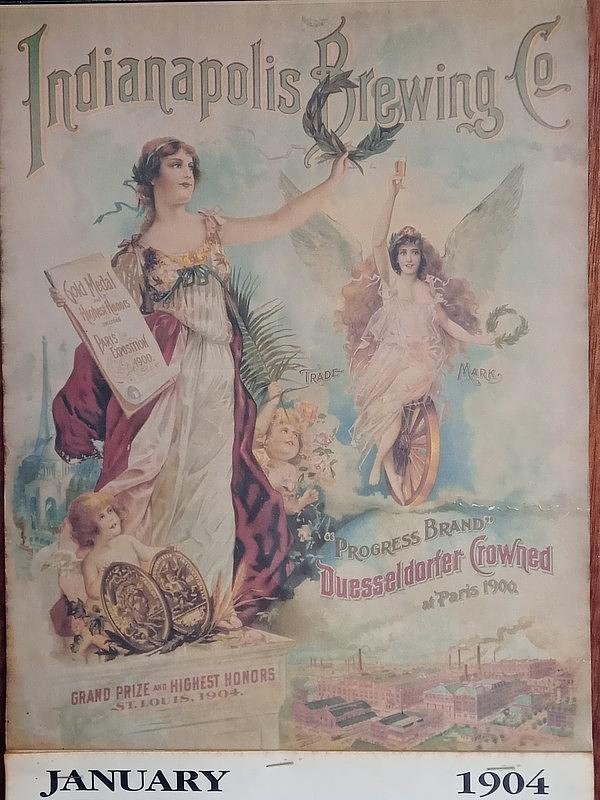 Indianapolis Brewing Co
Gold Medal
and
Highest Honors
PARIS
EXPOSITION
1900.
TRADE MARK.
"PROGRESS BRAND"
Duesseldorfer Crowned
at Paris 1900.
GRAND PRIZE AND HIGHEST HONORS
ST. LOUIS, 1904.
JANUARY 1904